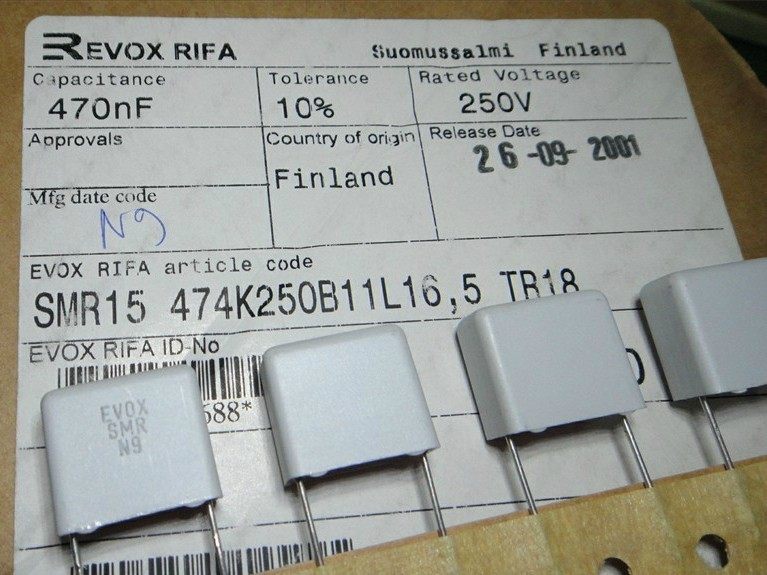 EVOX RIFA Suomussalmi Finland
Capacitance Tolerance Rated Voltage
470nF 10% 250V
Approvals Country of origin Release Date
26-09-2001
Finland
Mfg date code
N9
EVOX RIFA article code
SMR15 474K250B11L16,5 TR18
EVOX RIFA ID-No
688*
EVOX
SMR
N9